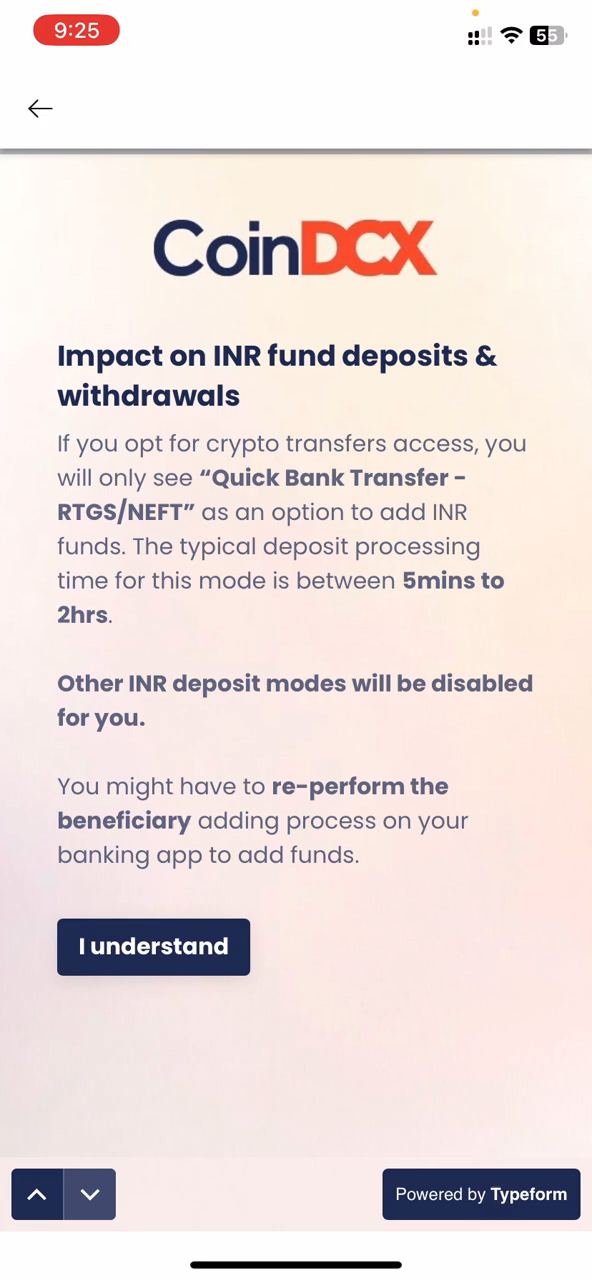 9:25
55
CoinDCX
Impact on INR fund deposits &
withdrawals
If you opt for crypto transfers access, you
will only see “Quick Bank Transfer -
RTGS/NEFT” as an option to add INR
funds. The typical deposit processing
time for this mode is between 5mins to
2hrs.
Other INR deposit modes will be disabled
for you.
You might have to re-perform the
beneficiary adding process on your
banking app to add funds.
I understand
Powered by Typeform